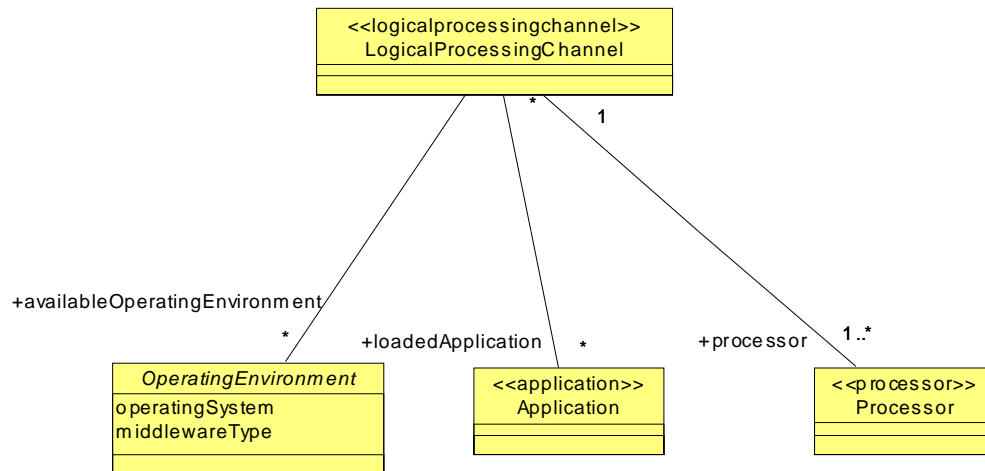 <<logicalprocessingchannel>>
LogicalProcessingChannel
*
1
+availableOperatingEnvironment
*
+loadedApplication
*
+processor
1..*
OperatingEnvironment
operatingSystem
middlewareType
<<application>>
Application
<<processor>>
Processor